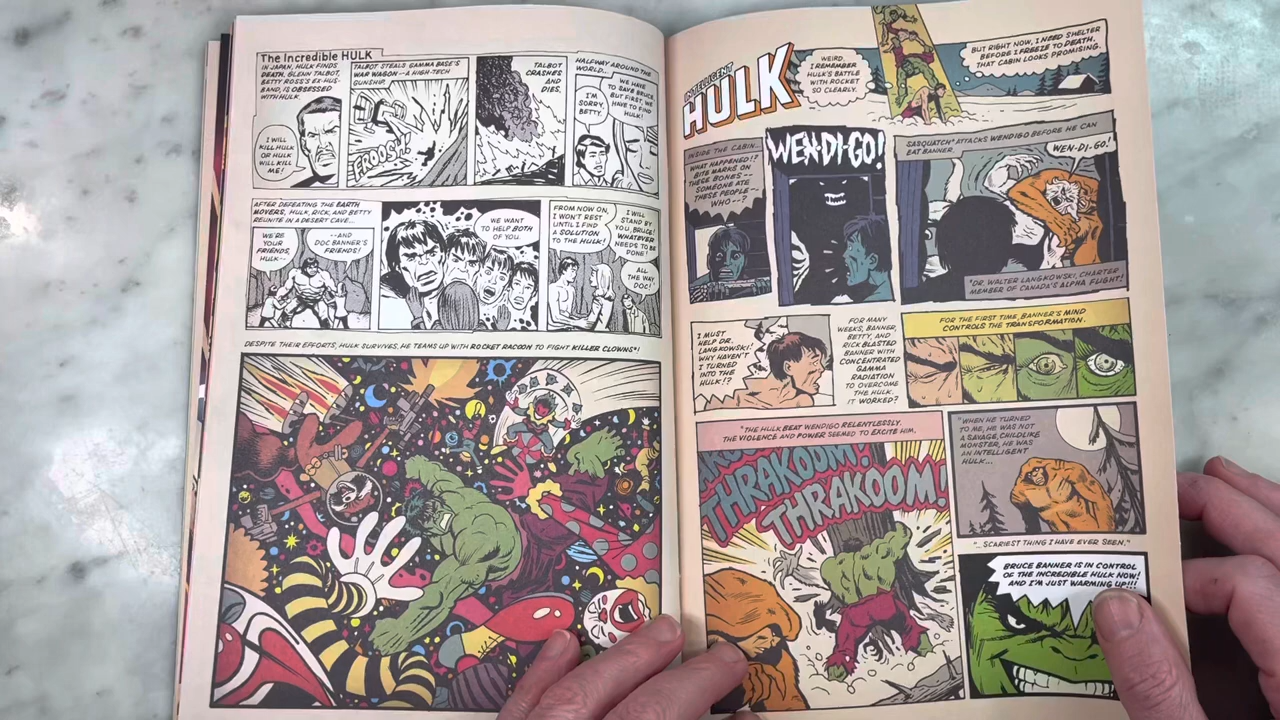 The Incredible HULK
IN JAPAN, HULK FINDS
DEATH. GLENN TALBOT,
BETTY ROSS'S EX-HUS-
BAND, IS OBSESSED
WITH HULK.
I WILL
KILL HULK
OR HULK
WILL KILL
ME!
TALBOT STEALS GAMMA BASE'S
WAR WAGON--A HIGH-TECH
GUNSHIP.
FROOSH!
TALBOT
CRASHES
AND
DIES.
HALFWAY AROUND THE
WORLD...
I'M
SORRY,
BETTY.
WE HAVE
TO SAVE BRUCE,
BUT FIRST, WE
HAVE TO FIND
HULK!
AFTER DEFEATING THE EARTH
MOVERS, HULK, RICK, AND BETTY
REUNITE IN A DESERT CAVE...
WE'RE
YOUR
FRIENDS,
HULK--
--AND
DOC BANNER'S
FRIENDS!
WE WANT
TO HELP BOTH
OF YOU.
FROM NOW ON,
I WON'T REST
UNTIL I FIND
A SOLUTION
TO THE HULK!
I WILL
STAND BY
YOU, BRUCE!
WHATEVER
NEEDS TO BE
DONE!
ALL
THE WAY
DOC!
DESPITE THEIR EFFORTS, HULK SURVIVES. HE TEAMS UP WITH ROCKET RACOON TO FIGHT KILLER CLOWNS*!
INTELLIGENT
HULK
WEIRD.
I REMEMBER
HULK'S BATTLE
WITH ROCKET
SO CLEARLY.
BUT RIGHT NOW, I NEED SHELTER
BEFORE I FREEZE TO DEATH.
THAT CABIN LOOKS PROMISING.
INSIDE THE CABIN...
WHAT HAPPENED!?
BITE MARKS ON
THESE BONES--
SOMEONE ATE
THESE PEOPLE--
WHO--?
WEN-DI-GO!
SASQUATCH* ATTACKS WENDIGO BEFORE HE CAN
EAT BANNER.
WEN-DI-GO!
*DR. WALTER LANGKOWSKI, CHARTER
MEMBER OF CANADA'S ALPHA FLIGHT!
I MUST
HELP DR.
LANGKOWSKI!
WHY HAVEN'T
I TURNED
INTO THE
HULK!?
FOR MANY
WEEKS, BANNER,
BETTY, AND
RICK BLASTED
BANNER WITH
CONCENTRATED
GAMMA
RADIATION
TO OVERCOME
THE HULK.
IT WORKED?
FOR THE FIRST TIME, BANNER'S MIND
CONTROLS THE TRANSFORMATION.
"THE HULK BEAT WENDIGO RELENTLESSLY.
THE VIOLENCE AND POWER SEEMED TO EXCITE HIM.
THRAKOOM!
THRAKOOM!
"WHEN HE TURNED
TO ME, HE WAS NOT
A SAVAGE, CHILDLIKE
MONSTER, HE WAS
AN INTELLIGENT
HULK...
"...SCARIEST THING I HAVE EVER SEEN."
BRUCE BANNER IS IN CONTROL
OF THE INCREDIBLE HULK NOW!
AND I'M JUST WARMING UP!!!